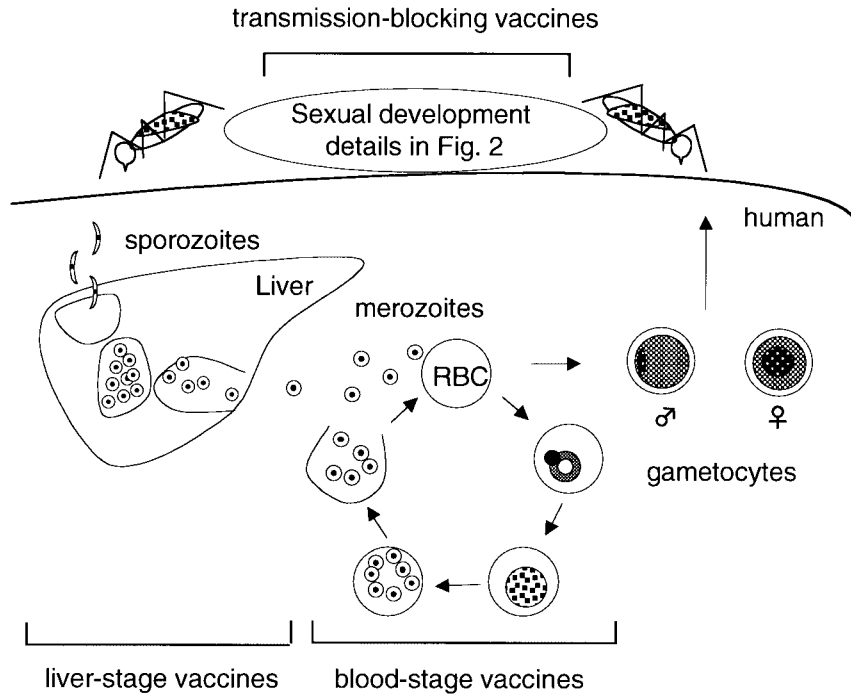 transmission-blocking vaccines
Sexual development
details in Fig. 2
human
sporozoites
Liver
merozoites
RBC
♂ ♀
gametocytes
liver-stage vaccines
blood-stage vaccines